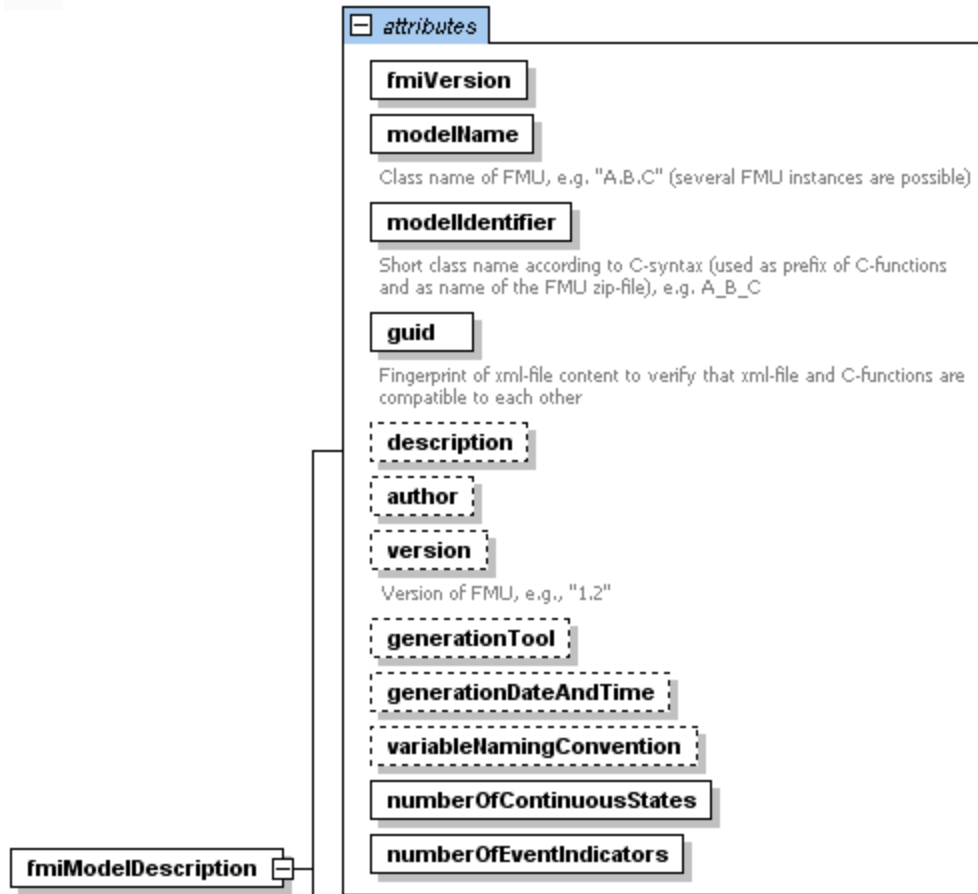 attributes
fmiVersion
modelName
Class name of FMU, e.g. "A.B.C" (several FMU instances are possible)
modelIdentifier
Short class name according to C-syntax (used as prefix of C-functions
and as name of the FMU zip-file), e.g. A_B_C
guid
Fingerprint of xml-file content to verify that xml-file and C-functions are
compatible to each other
description
author
version
Version of FMU, e.g., "1.2"
generationTool
generationDateAndTime
variableNamingConvention
numberOfContinuousStates
numberOfEventIndicators
fmiModelDescription